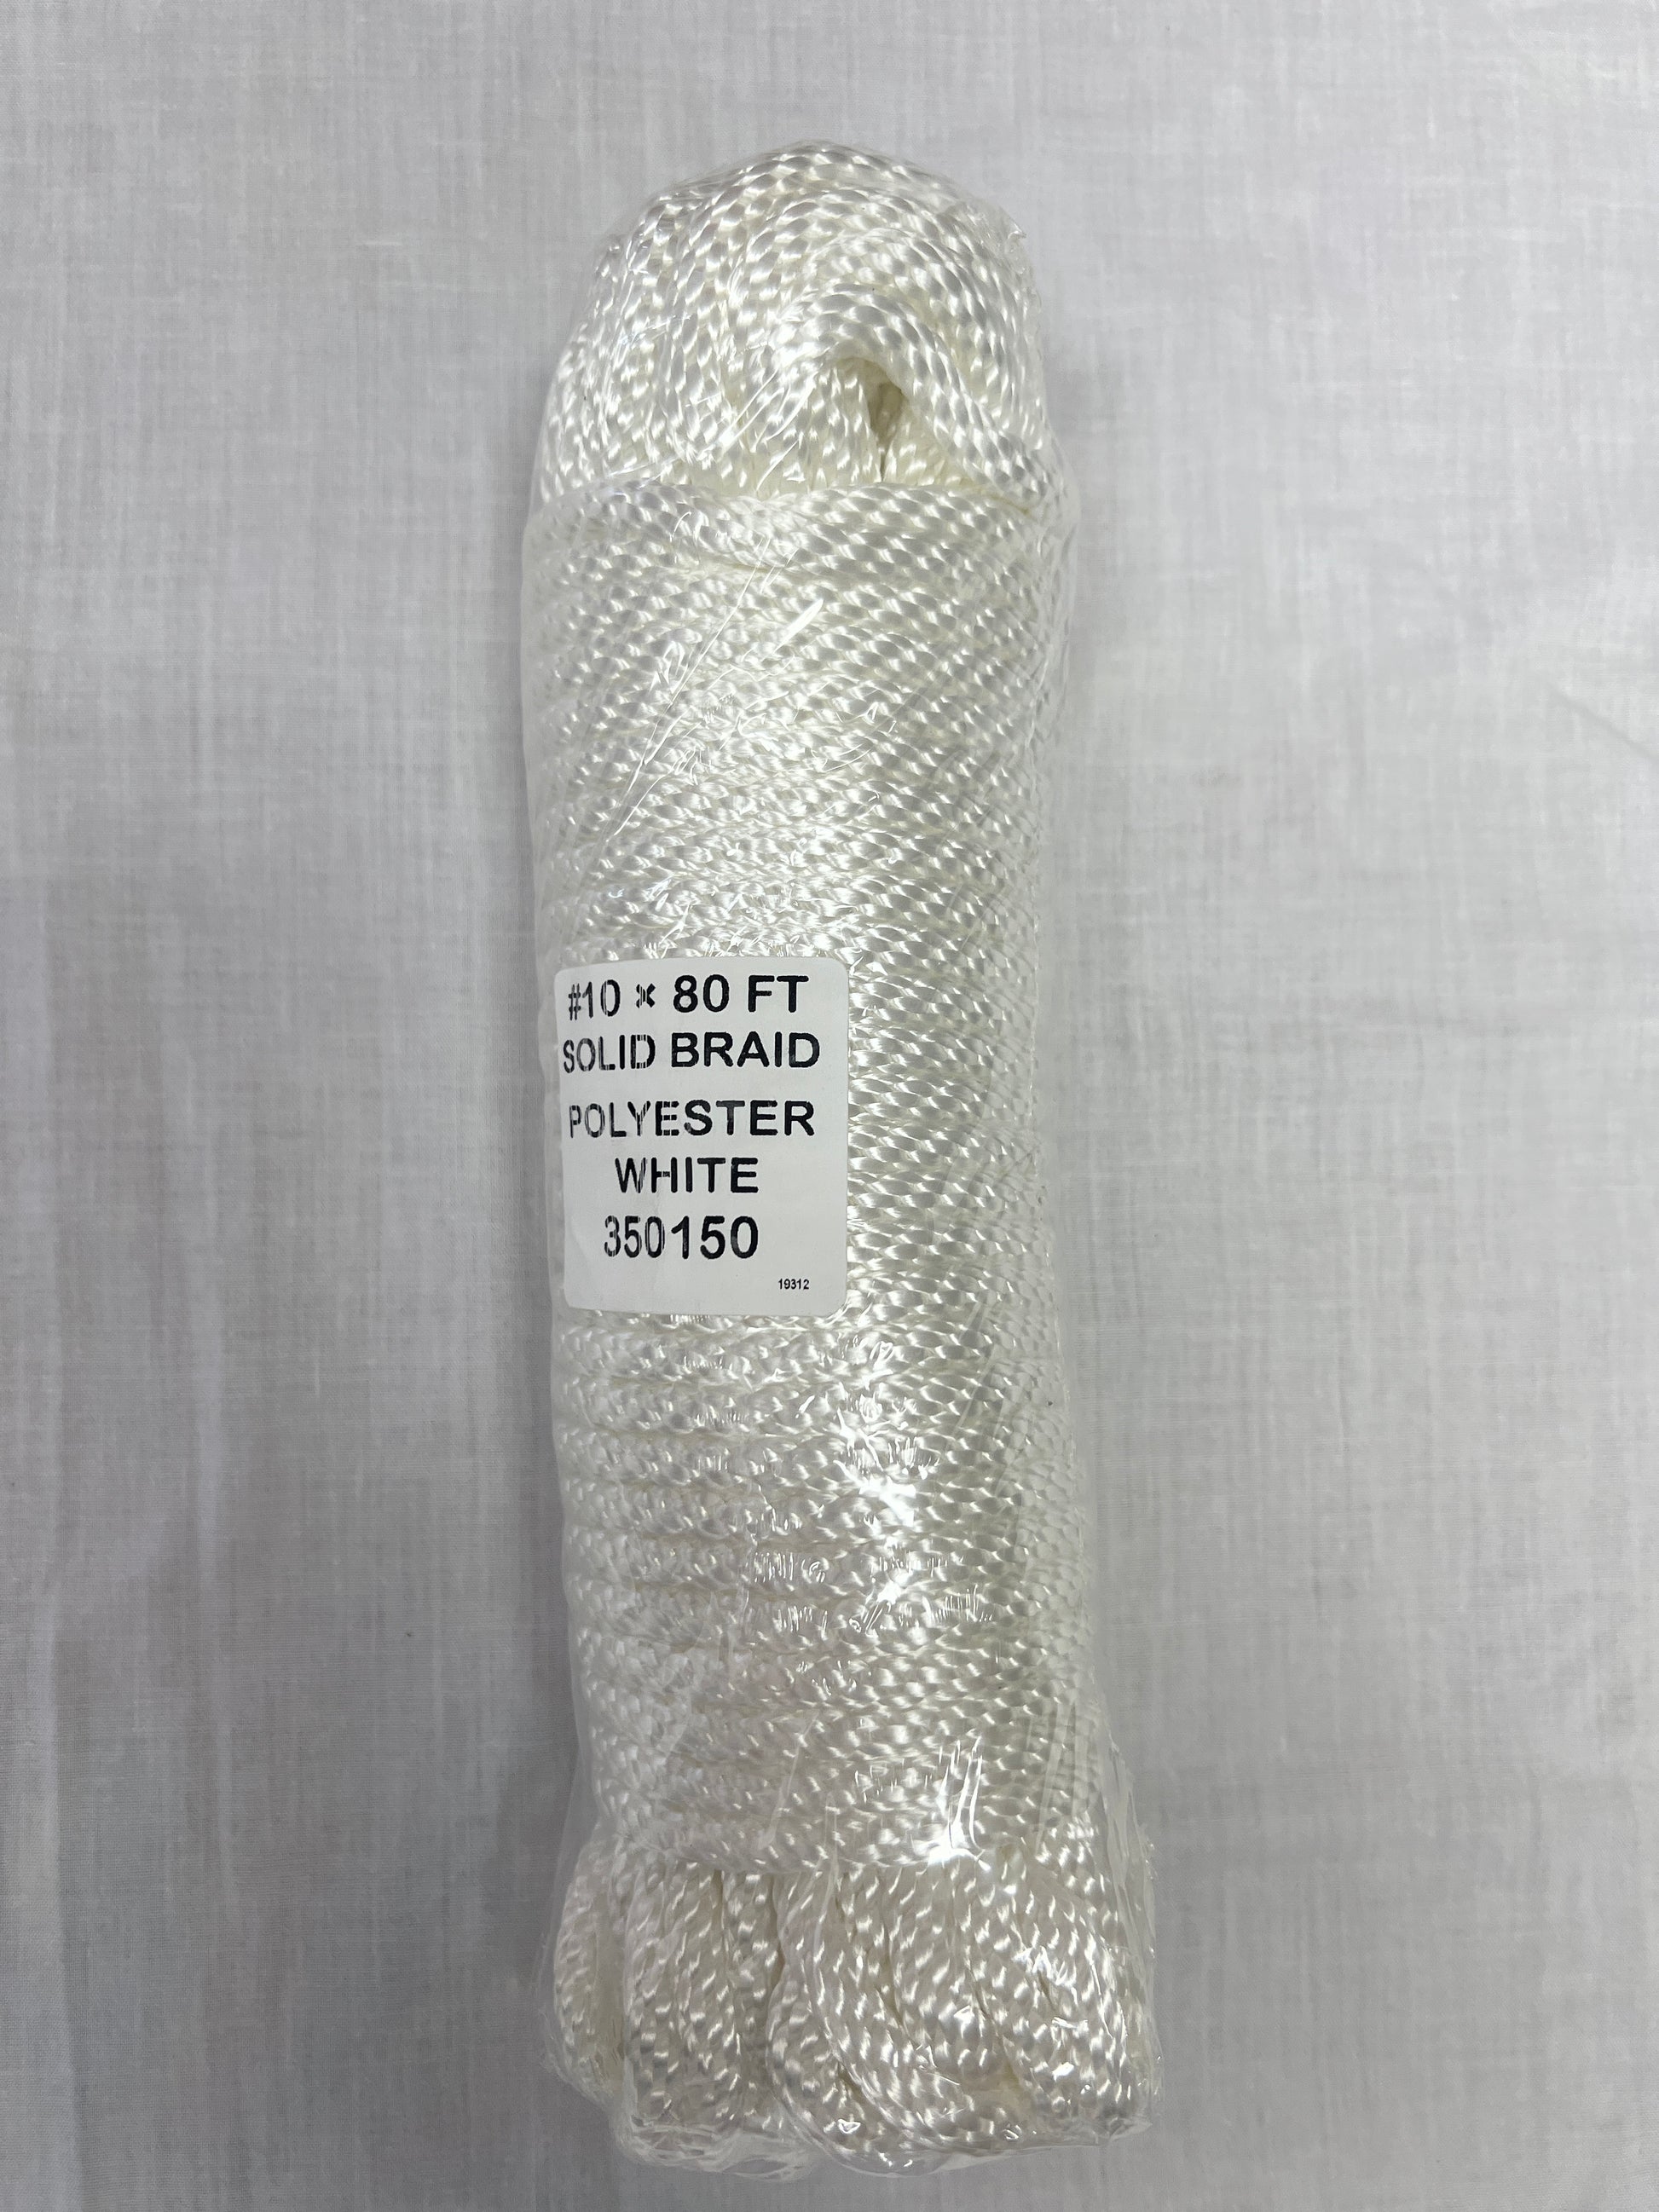 #10 × 80 FT
SOLID BRAID
POLYESTER
WHITE
350150
19312